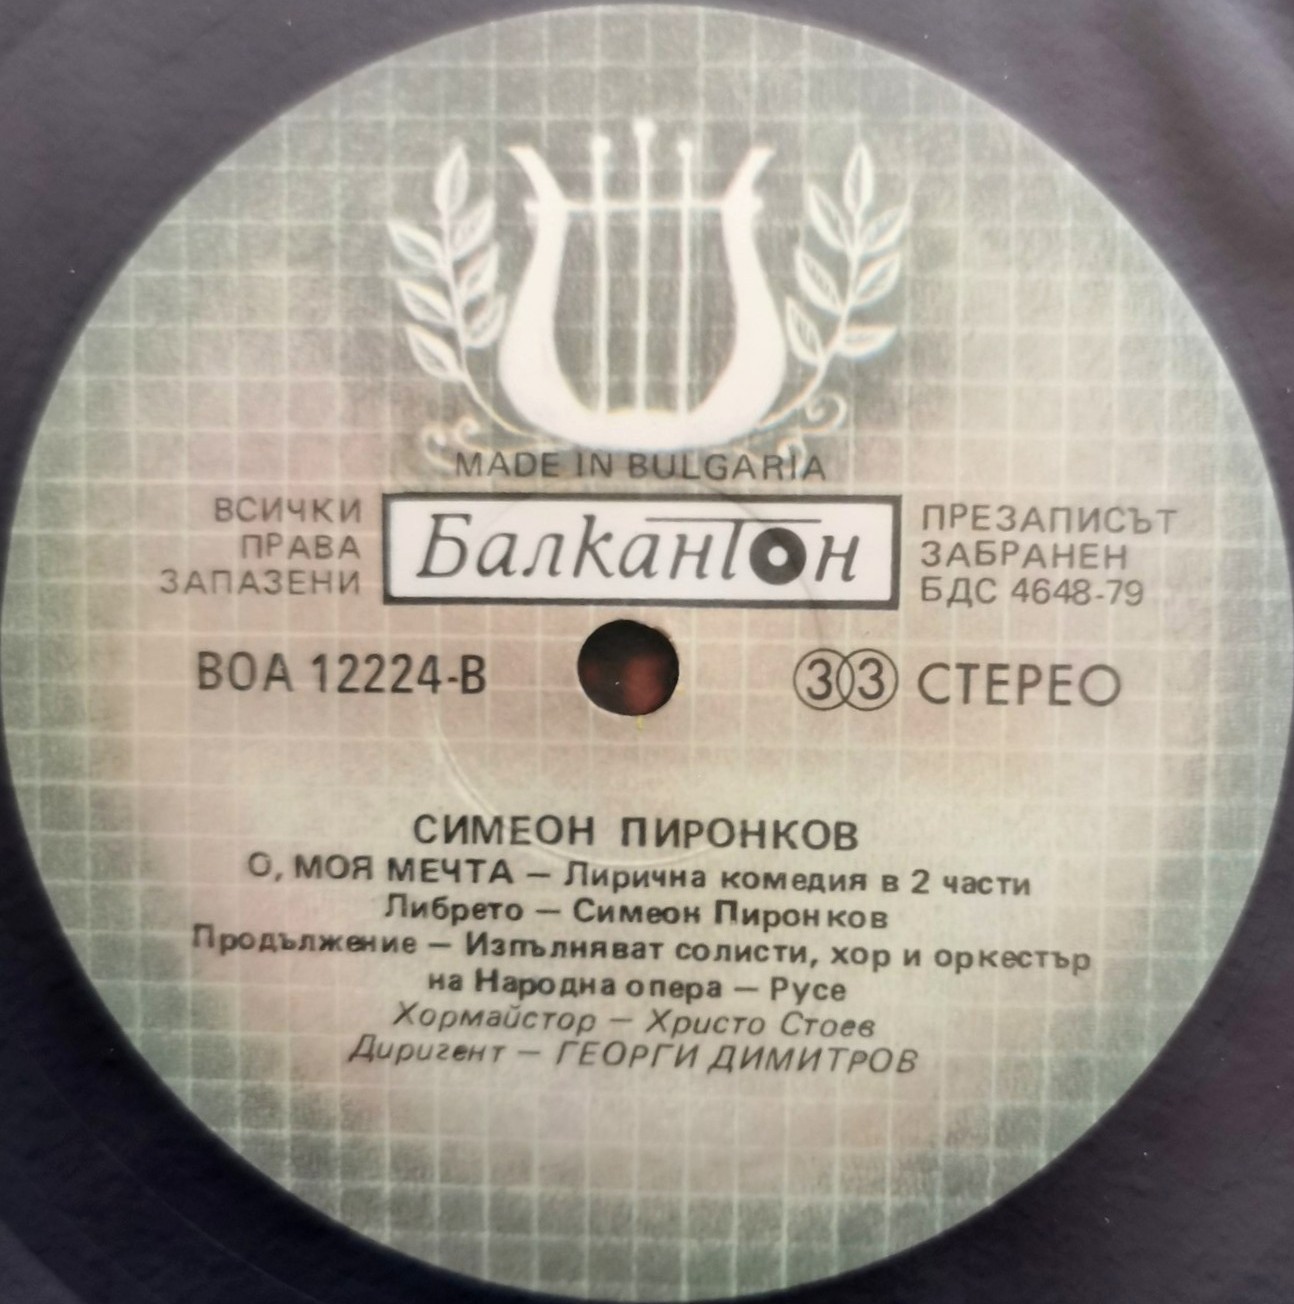 MADE IN BULGARIA
ВСИЧКИ
ПРАВА
ЗАПАЗЕНИ
Балкантон
ПРЕЗАПИСЪТ
ЗАБРАНЕН
БДС 4648-79
ВОА 12224-В
33 СТЕРЕО
СИМЕОН ПИРОНКОВ
О, МОЯ МЕЧТА — Лирична комедия в 2 части
Либрето — Симеон Пиронков
Продължение — Изпълняват солисти, хор и оркестър
на Народна опера — Русе
Хормайстор — Христо Стоев
Диригент — ГЕОРГИ ДИМИТРОВ